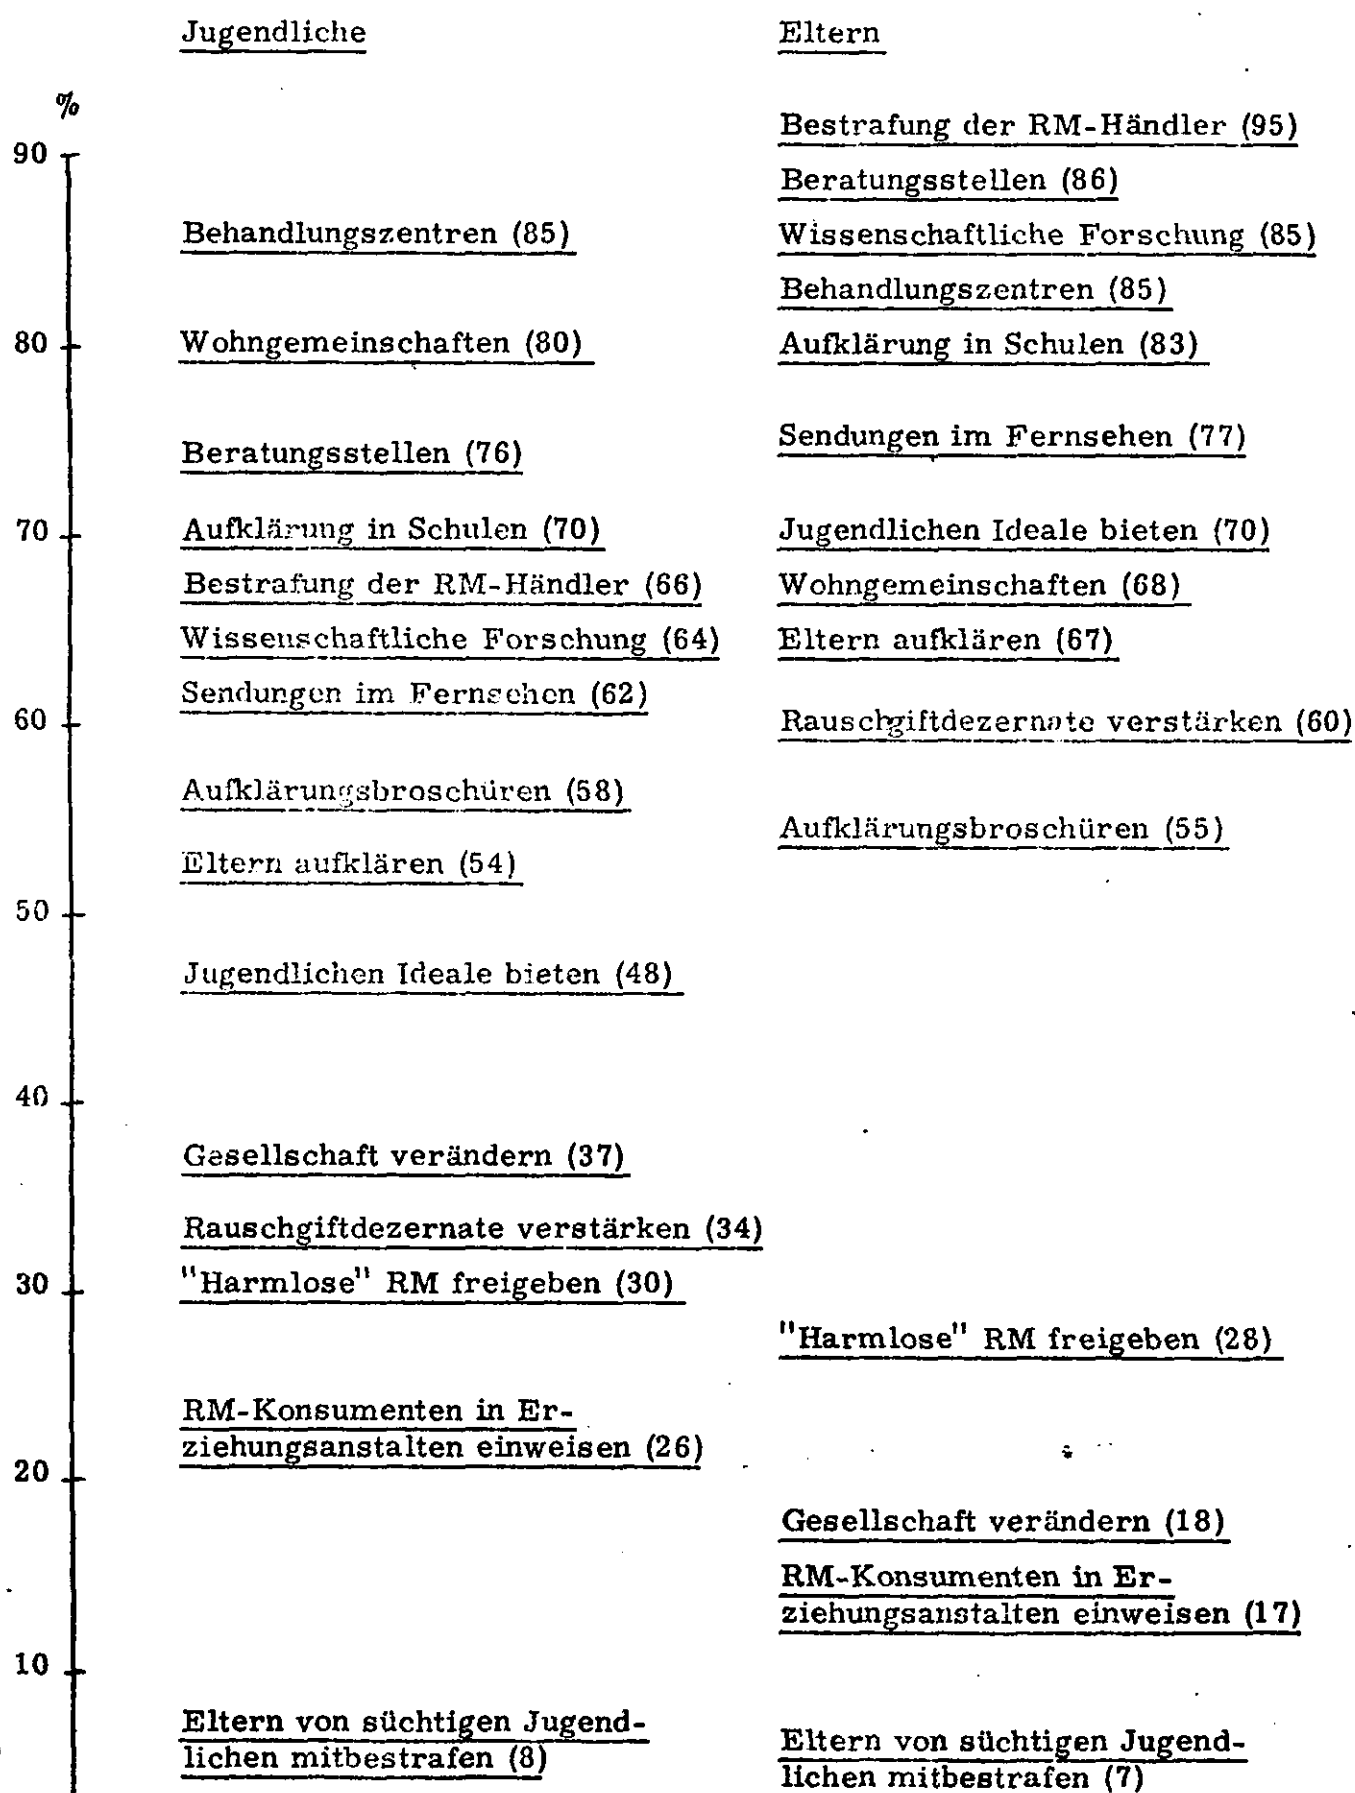 Jugendliche
Eltern
%
Bestrafung der RM-Händler (95)
90
Beratungsstellen (86)
Behandlungszentren (85)
Wissenschaftliche Forschung (85)
Behandlungszentren (85)
80
Wohngemeinschaften (80)
Aufklärung in Schulen (83)
Sendungen im Fernsehen (77)
Beratungsstellen (76)
70
Aufklärung in Schulen (70)
Jugendlichen Ideale bieten (70)
Bestrafung der RM-Händler (66)
Wohngemeinschaften (68)
Wissenschaftliche Forschung (64)
Eltern aufklären (67)
Sendungen im Fernsehen (62)
60
Rauschgiftdezernate verstärken (60)
Aufklärungsbroschüren (58)
Aufklärungsbroschüren (55)
Eltern aufklären (54)
50
Jugendlichen Ideale bieten (48)
40
Gesellschaft verändern (37)
Rauschgiftdezernate verstärken (34)
30
"Harmlose" RM freigeben (30)
"Harmlose" RM freigeben (28)
RM-Konsumenten in Er-
ziehungsanstalten einweisen (26)
20
Gesellschaft verändern (18)
RM-Konsumenten in Er-
ziehungsanstalten einweisen (17)
10
Eltern von süchtigen Jugend-
lichen mitbestrafen (8)
Eltern von süchtigen Jugend-
lichen mitbestrafen (7)